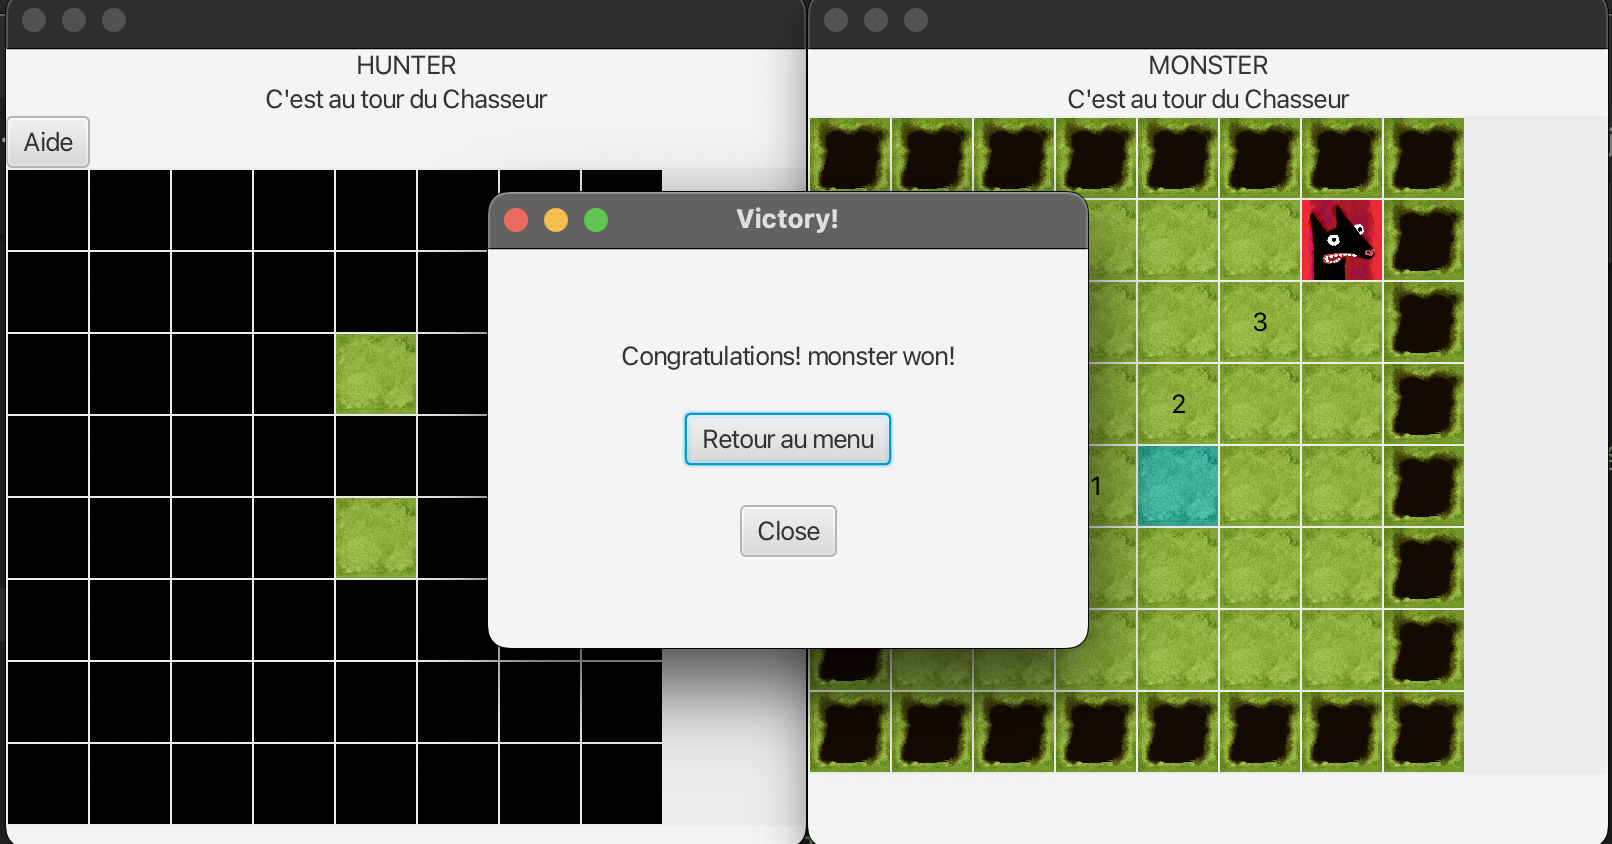 HUNTER
C'est au tour du Chasseur
Aide
MONSTER
C'est au tour du Chasseur
Victory!
Congratulations! monster won!
Retour au menu
Close
3
2
1